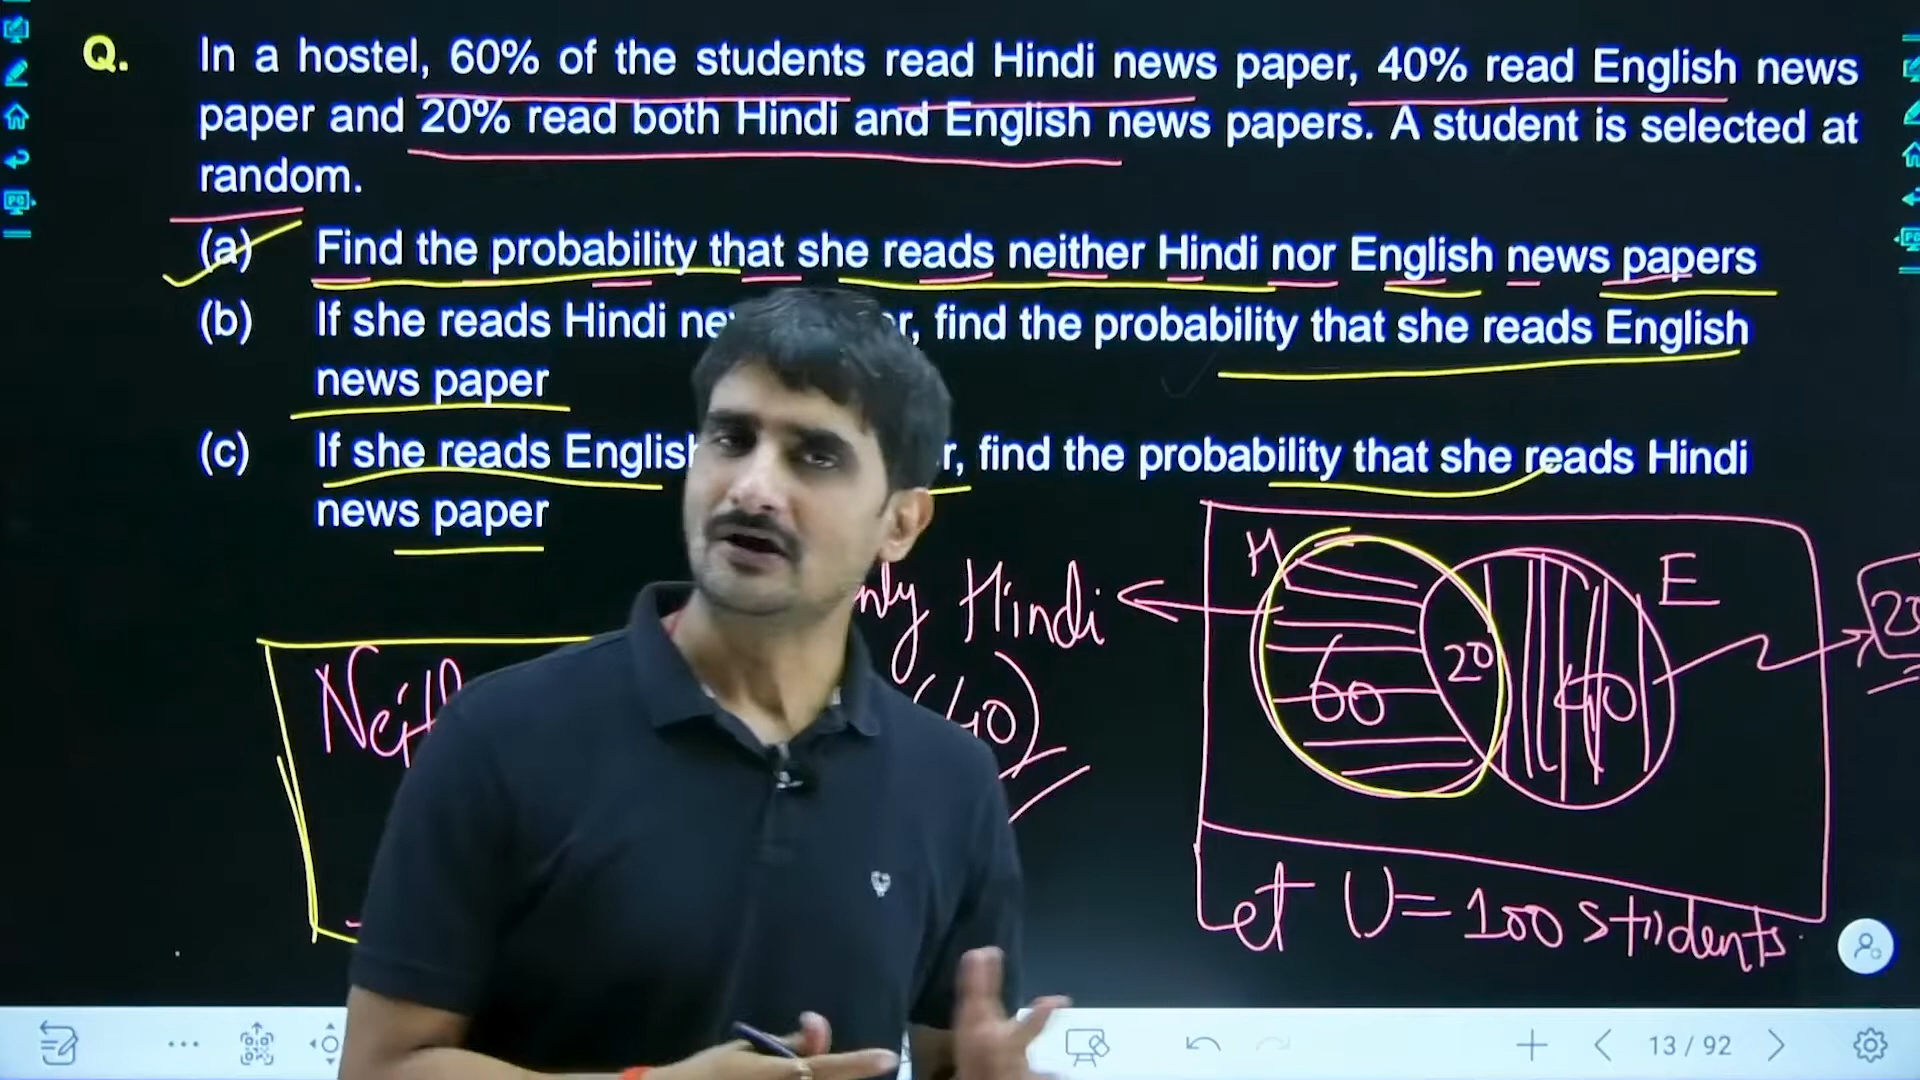 Q. In a hostel, 60% of the students read Hindi news paper, 40% read English news
paper and 20% read both Hindi and English news papers. A student is selected at
random.
(a) Find the probability that she reads neither Hindi nor English news papers
(b) If she reads Hindi , find the probability that she reads English
news paper
(c) If she reads , find the probability that she reads Hindi
news paper
Hindi
(40)
H E
60 20 40
20
Let U=100 students
13 / 92